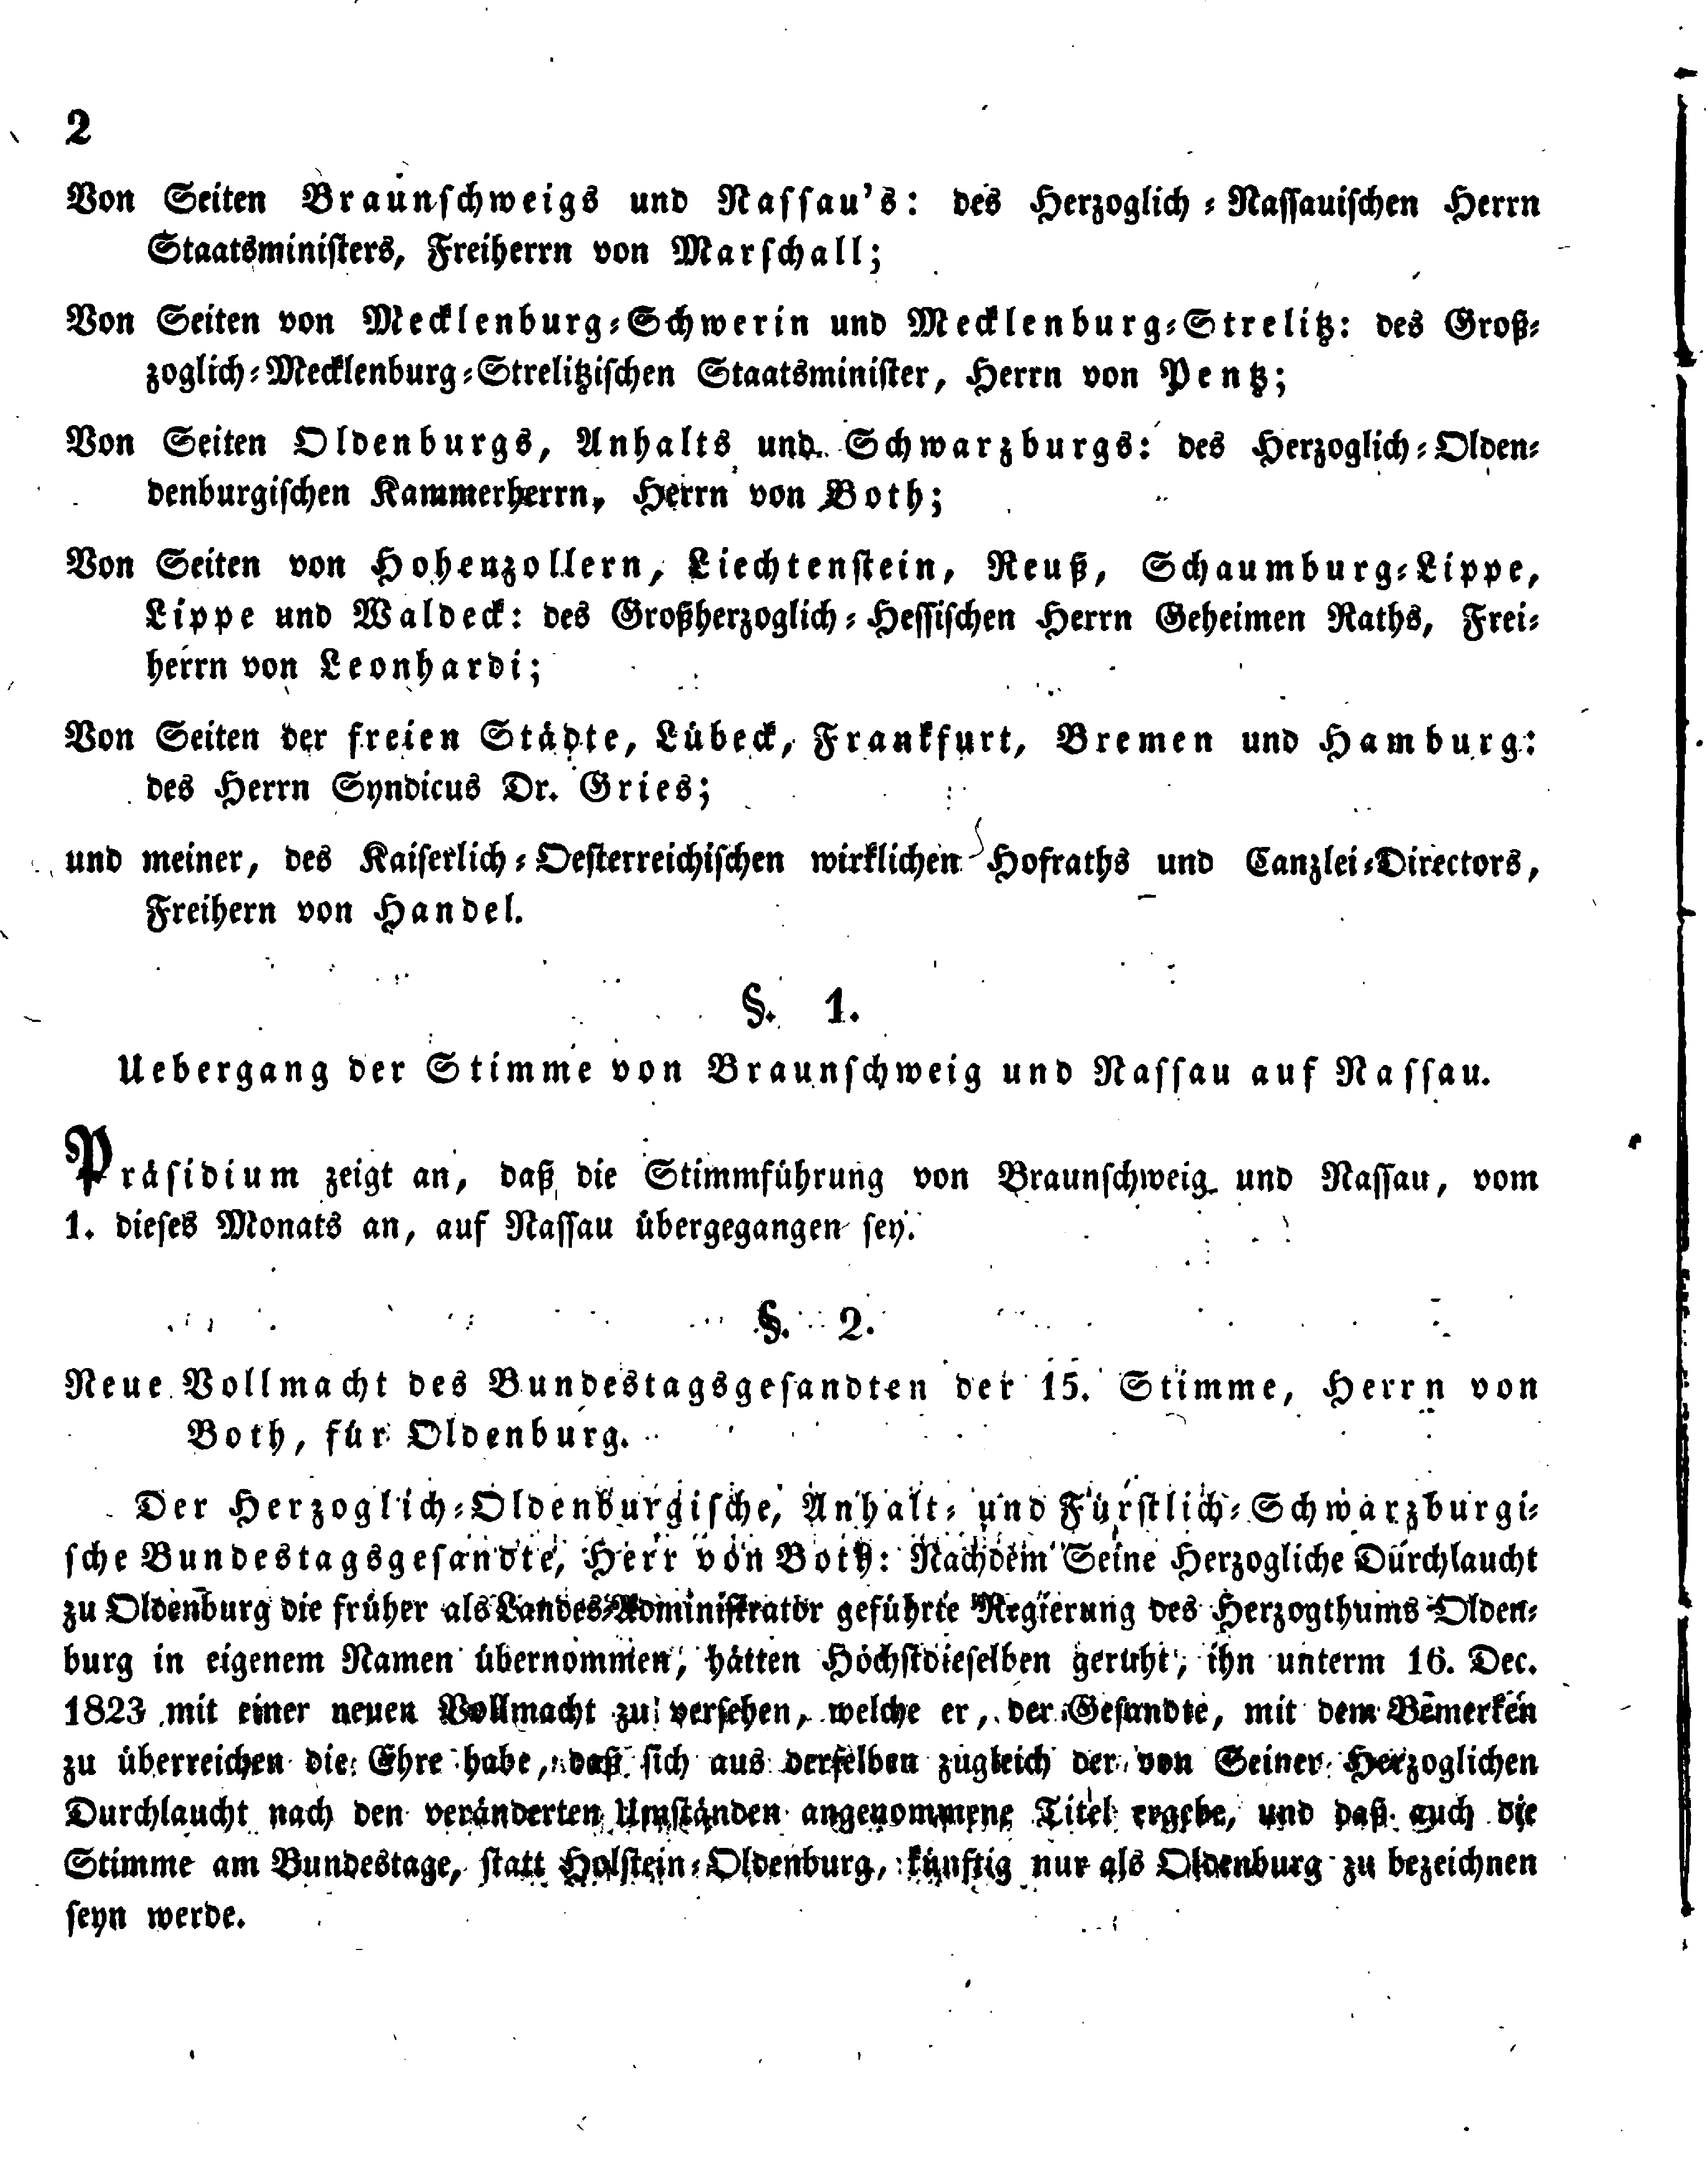 2
Von Seiten Braunschweigs und Nassau's: des Herzoglich-Nassauischen Herrn
Staatsministers, Freiherrn von Marschall;
Von Seiten von Mecklenburg-Schwerin und Mecklenburg-Strelitz: des Groß-
zoglich-Mecklenburg-Strelitzischen Staatsminister, Herrn von Pentz;
Von Seiten Oldenburgs, Anhalts und Schwarzburgs: des Herzoglich-Olden-
denburgischen Kammerherrn, Herrn von Both;
Von Seiten von Hohenzollern, Liechtenstein, Reuß, Schaumburg-Lippe,
Lippe und Waldeck: des Großherzoglich-Hessischen Herrn Geheimen Raths, Frei-
herrn von Leonhardi;
Von Seiten der freien Städte, Lübeck, Frankfurt, Bremen und Hamburg:
des Herrn Syndicus Dr. Gries;
und meiner, des Kaiserlich-Oesterreichischen wirklichen Hofraths und Canzlei-Directors,
Freihern von Handel.
§. 1.
Uebergang der Stimme von Braunschweig und Nassau auf Nassau.
Präsidium zeigt an, daß die Stimmführung von Braunschweig und Nassau, vom
1. dieses Monats an, auf Nassau übergegangen sey.
§. 2.
Neue Vollmacht des Bundestagsgesandten der 15. Stimme, Herrn von
Both, für Oldenburg.
Der Herzoglich-Oldenburgische, Anhalt- und Fürstlich-Schwarzburgi-
sche Bundestagsgesandte, Herr von Both: Nachdem Seine Herzogliche Durchlaucht
zu Oldenburg die früher als Landes-Administrator geführte Regierung des Herzogthums Olden-
burg in eigenem Namen übernommen, hätten Höchstdieselben geruht, ihn unterm 16. Dec.
1823 mit einer neuen Vollmacht zu versehen, welche er, der Gesandte, mit dem Bemerken
zu überreichen die Ehre habe, daß sich aus derselben zugleich der von Seiner Herzoglichen
Durchlaucht nach den veränderten Umständen angenommene Titel ergebe, und daß auch die
Stimme am Bundestage, statt Holstein-Oldenburg, künftig nur als Oldenburg zu bezeichnen
seyn werde.